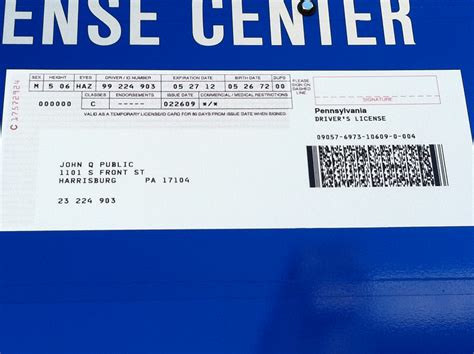 ENSE CENTER
SEX HEIGHT EYES DRIVER / ID NUMBER EXPIRATION DATE BIRTH DATE DUPS
M 5 06 HAZ 99 224 903 05 27 12 05 26 72 00
CLASSES ENDORSEMENTS ISSUE DATE COMMERCIAL / MEDICAL RESTRICTIONS
000000 C ---- 022609 */*
VALID AS A TEMPORARY LICENSE/ID CARD FOR 90 DAYS FROM ISSUE DATE WHEN SIGNED.
PLEASE
SIGN ON
DASHED
LINE.
SIGNATURE
Pennsylvania
DRIVER'S LICENSE
09057-6973-10609-0-004
JOHN Q PUBLIC
1101 S FRONT ST
HARRISBURG PA 17104
23 224 903